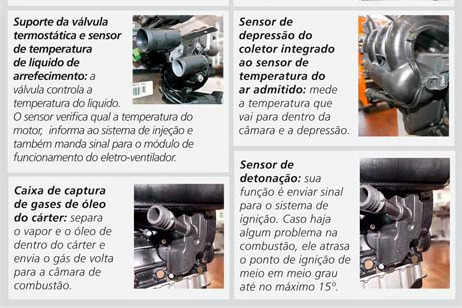 Suporte da válvula
termostática e sensor
de temperatura
de líquido de
arrefecimento: a
válvula controla a
temperatura do líquido.
O sensor verifica qual a temperatura do
motor, informa ao sistema de injeção e
também manda sinal para o módulo de
funcionamento do eletro-ventilador.
Caixa de captura
de gases de óleo
do cárter: separa
o vapor e o óleo de
dentro do cárter e
envia o gás de volta
para a câmara de
combustão.
Sensor de
depressão do
coletor integrado
ao sensor de
temperatura do
ar admitido: mede
a temperatura que
vai para dentro da
câmara e a depressão.
Sensor de
detonação: sua
função é enviar sinal
para o sistema de
ignição. Caso haja
algum problema na
combustão, ele atrasa
o ponto de ignição de
meio em meio grau
até no máximo 15º.